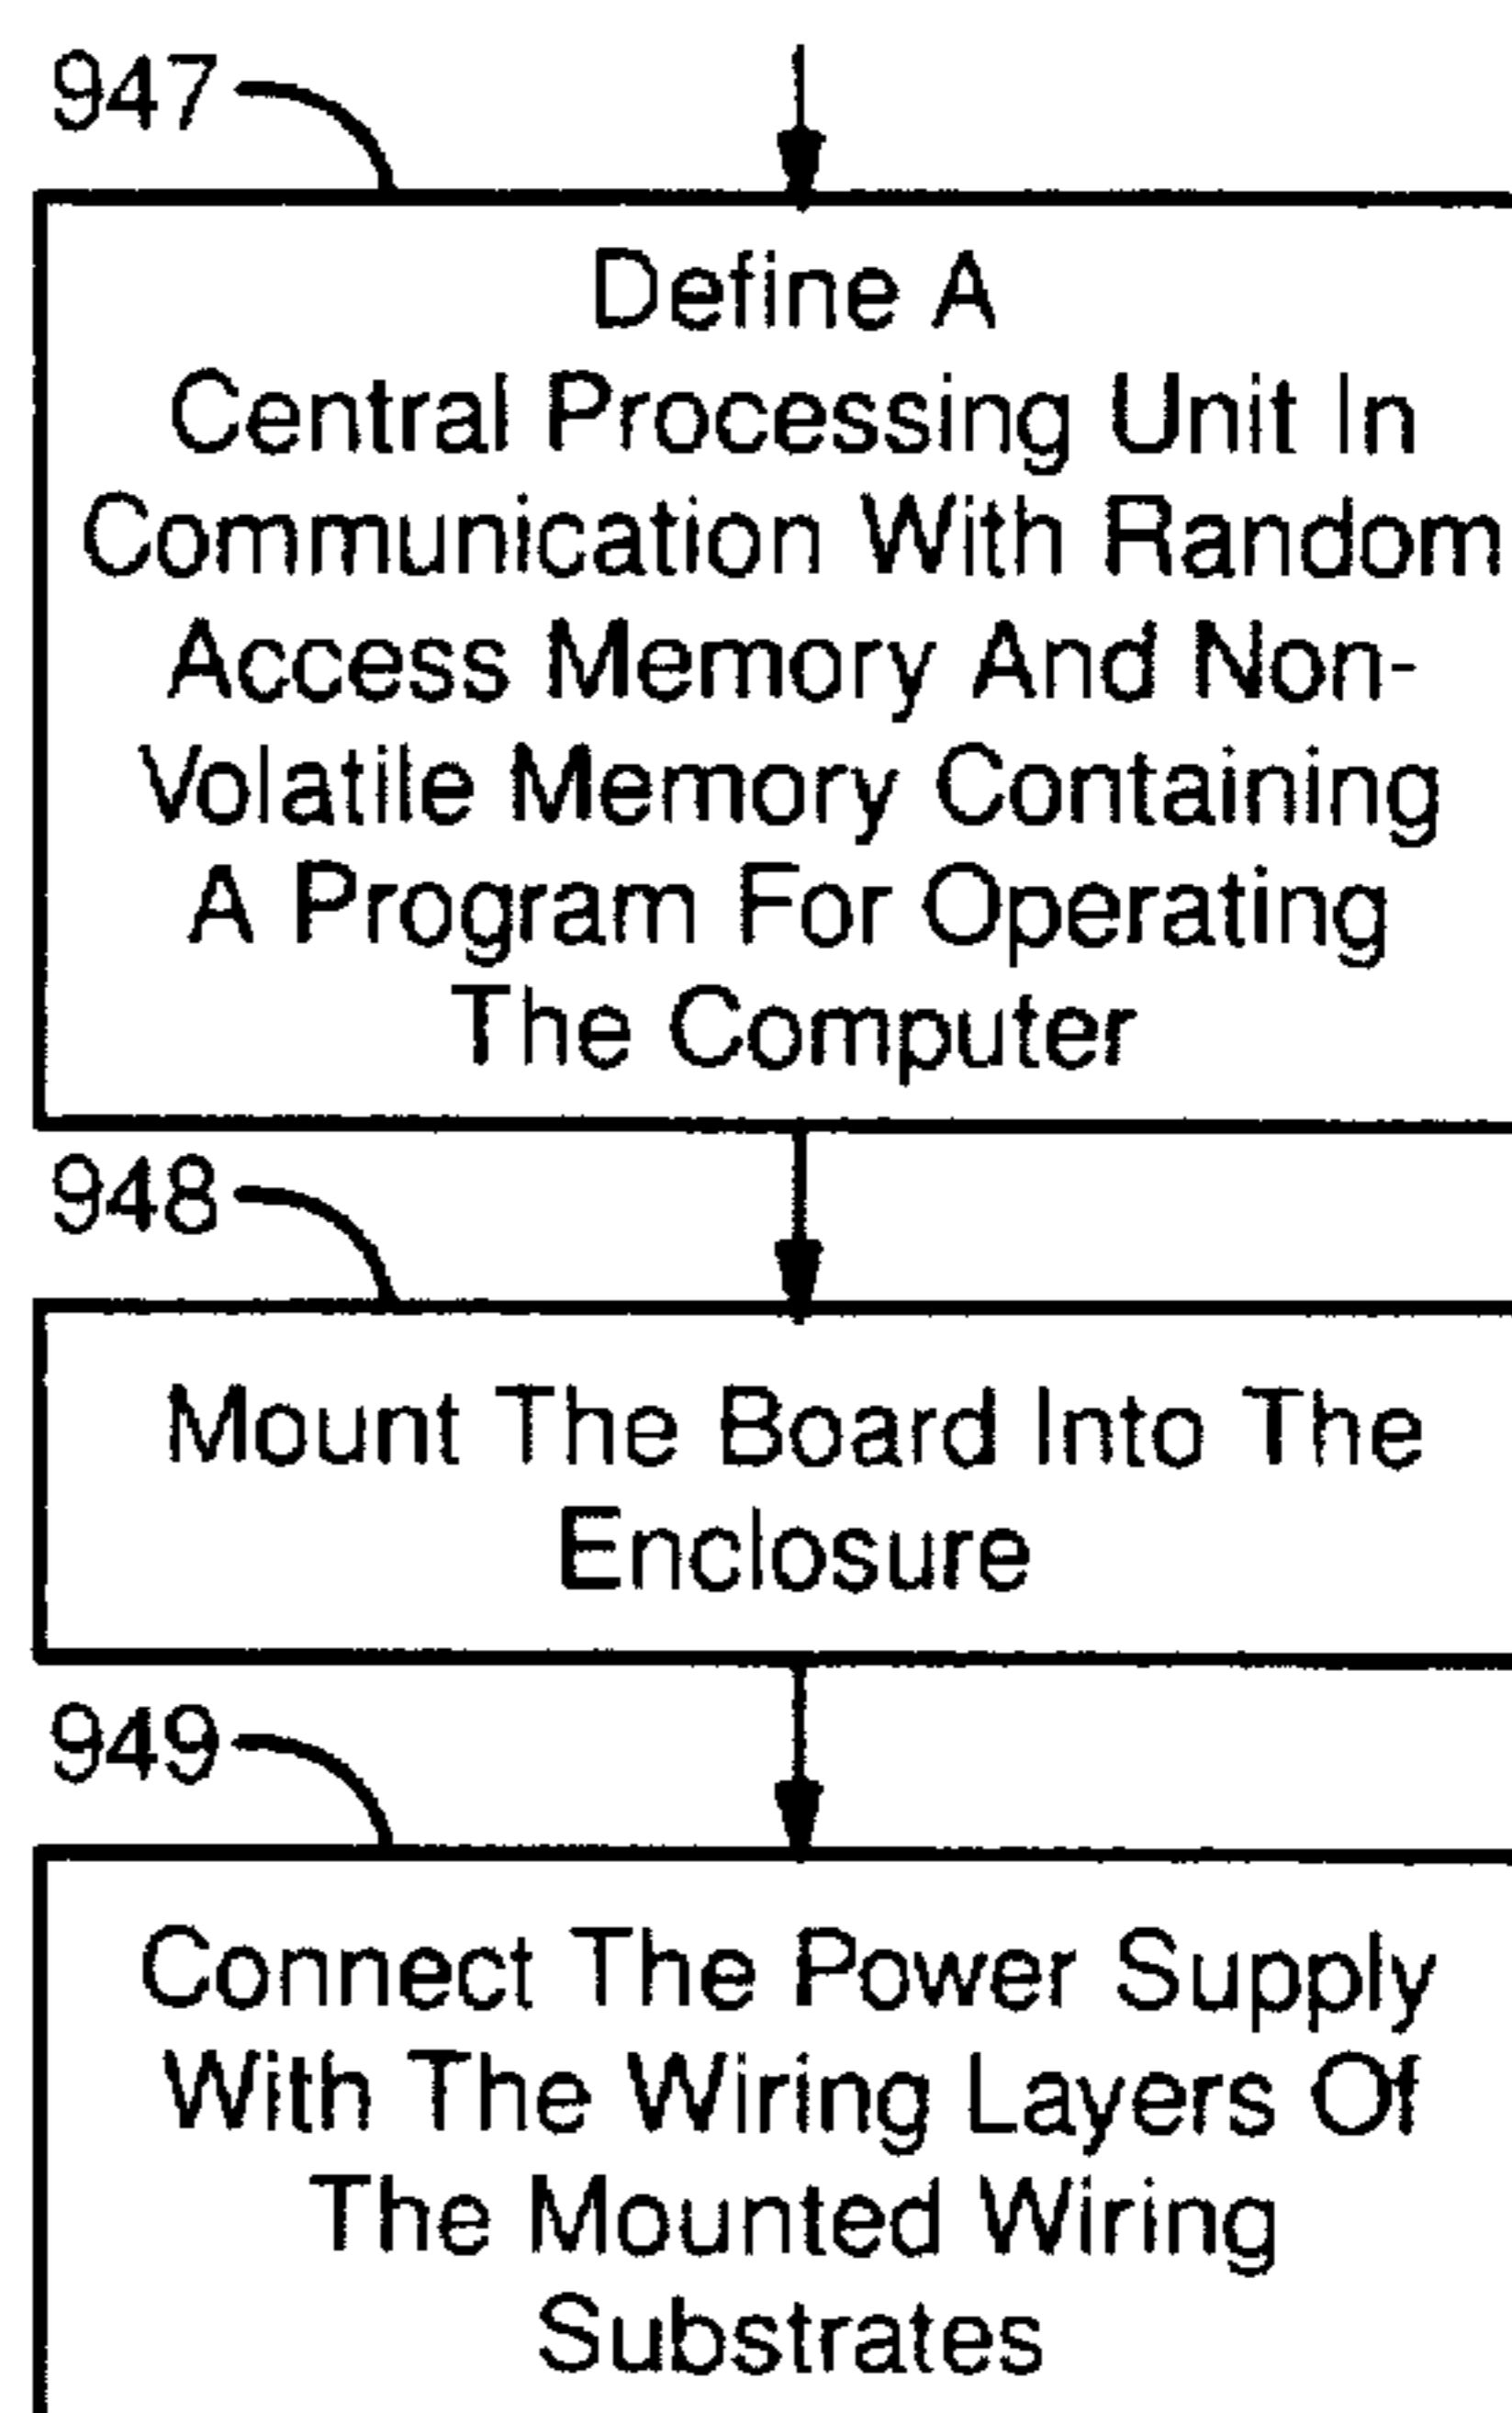 947
Define A
Central Processing Unit In
Communication With Random
Access Memory And Non-
Volatile Memory Containing
A Program For Operating
The Computer
948
Mount The Board Into The
Enclosure
949
Connect The Power Supply
With The Wiring Layers Of
The Mounted Wiring
Substrates